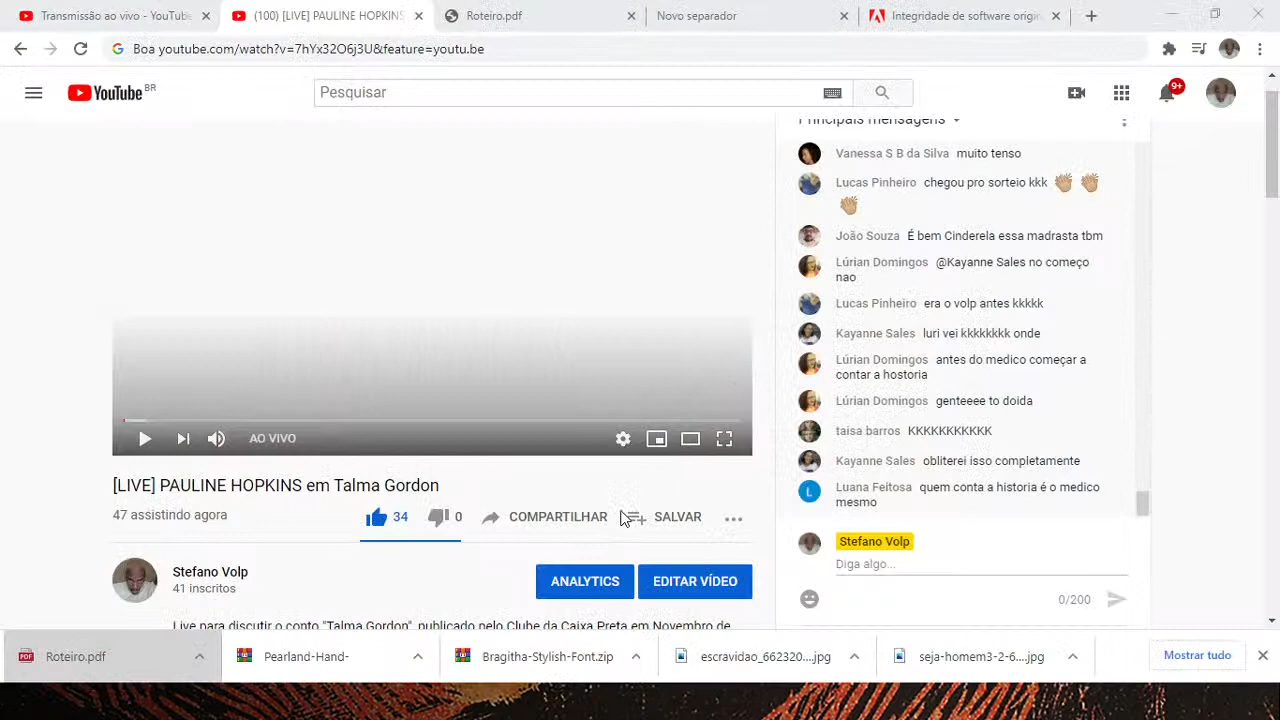 Transmissão ao vivo - YouTube
(100) [LIVE] PAULINE HOPKINS
Roteiro.pdf
Novo separador
Integridade de software origin
Boa youtube.com/watch?v=7hYx32O6j3U&feature=youtu.be
YouTube BR
Pesquisar
9+
Principais mensagens
Vanessa S B da Silva muito tenso
Lucas Pinheiro chegou pro sorteio kkk
João Souza É bem Cinderela essa madrasta tbm
Lúrian Domingos @Kayanne Sales no começo
nao
Lucas Pinheiro era o volp antes kkkkk
Kayanne Sales Iuri vei kkkkkkkk onde
Lúrian Domingos antes do medico começar a
contar a hostoria
Lúrian Domingos genteeee to doida
taisa barros KKKKKKKKKKK
Kayanne Sales obliterei isso completamente
L
Luana Feitosa quem conta a historia é o medico
mesmo
Stefano Volp
Diga algo...
0/200
AO VIVO
[LIVE] PAULINE HOPKINS em Talma Gordon
47 assistindo agora
34
0
COMPARTILHAR
SALVAR
Stefano Volp
41 inscritos
ANALYTICS
EDITAR VÍDEO
Live para discutir o conto "Talma Gordon", publicado pelo Clube da Caixa Preta em Novembro de
PDF
Roteiro.pdf
Pearland-Hand-
Bragitha-Stylish-Font.zip
escravidao_662320....jpg
seja-homem3-2-6....jpg
Mostrar tudo